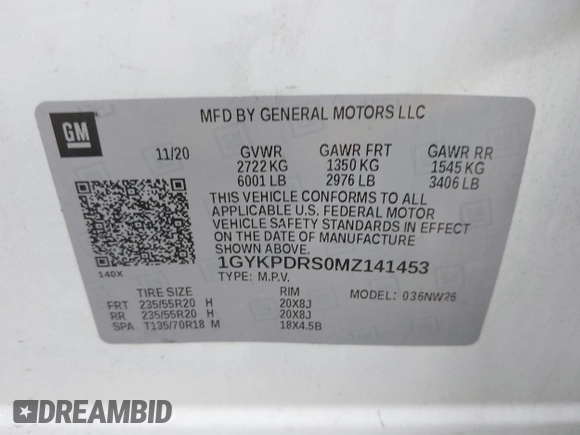 GM
MFD BY GENERAL MOTORS LLC
11/20 GVWR GAWR FRT GAWR RR
2722 KG 1350 KG 1545 KG
6001 LB 2976 LB 3406 LB
THIS VEHICLE CONFORMS TO ALL
APPLICABLE U.S. FEDERAL MOTOR
VEHICLE SAFETY STANDARDS IN EFFECT
ON THE DATE OF MANUFACTURE
SHOWN ABOVE.
1GYKPDRS0MZ141453
140X
TYPE: M.P.V.
TIRE SIZE RIM MODEL: 036NW26
FRT 235/55R20 H 20X8J
RR 235/55R20 H 20X8J
SPA T135/70R18 M 18X4.5B
DREAMBID